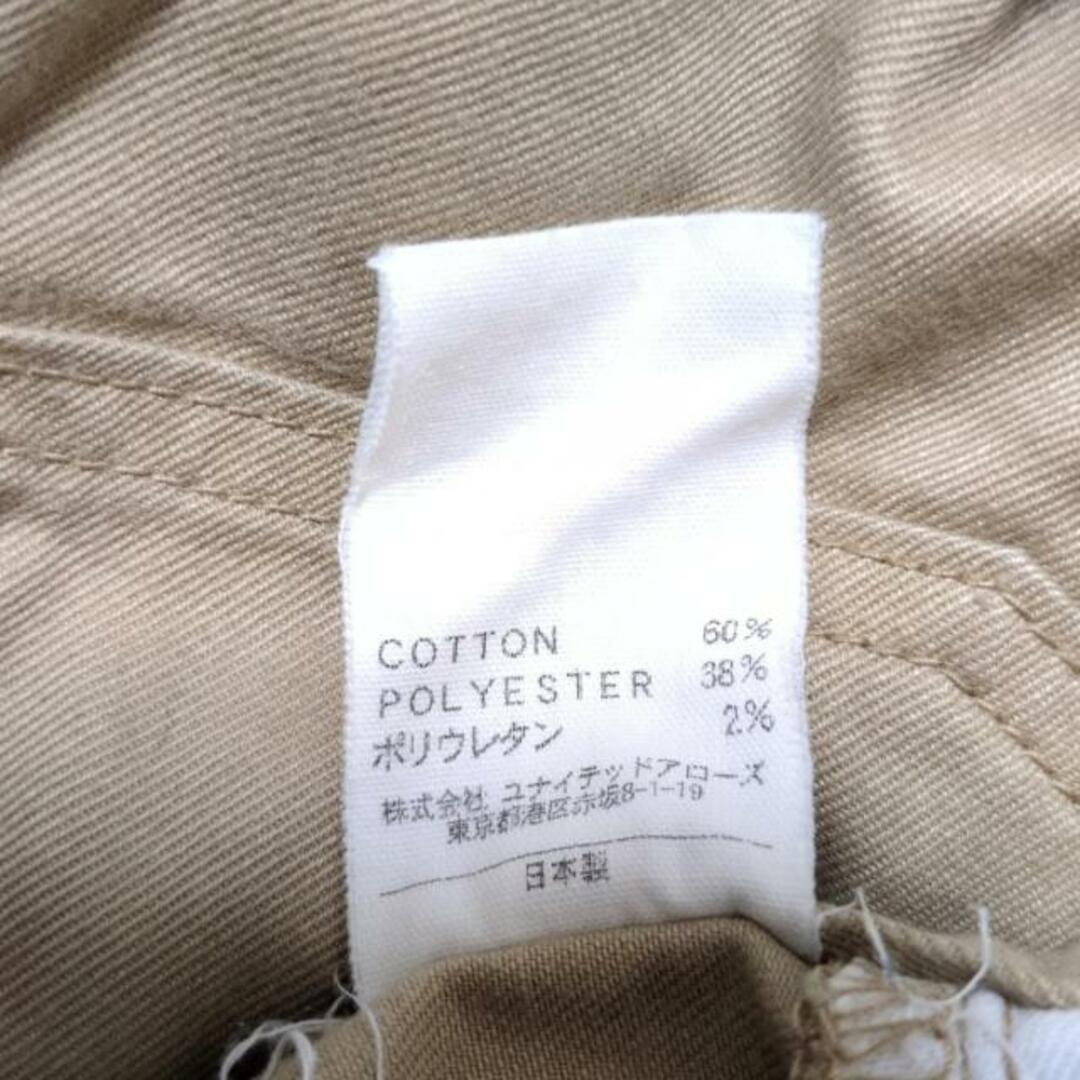 COTTON 60%
POLYESTER 38%
ポリウレタン 2%
株式会社 ユナイテッドアローズ
東京都港区赤坂8-1-19
日本製